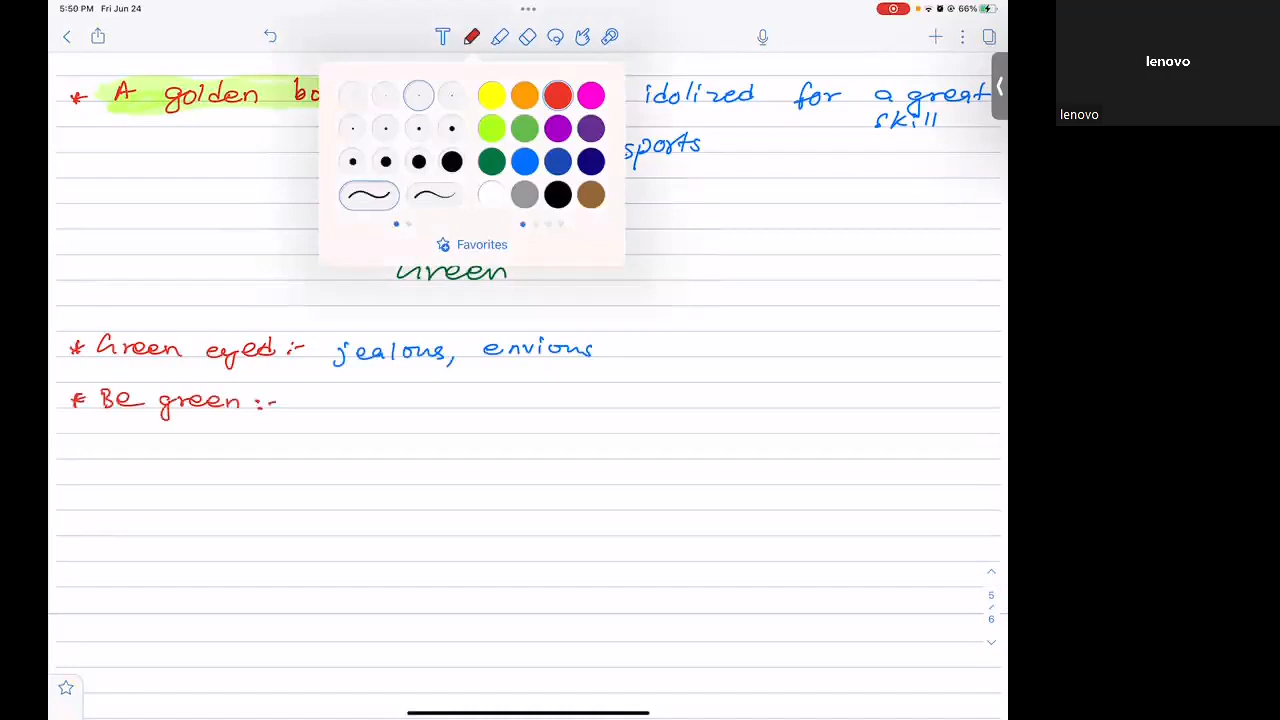 5:50 PM Fri Jun 24
66%
lenovo
lenovo
* A golden bo idolized for a great
skill
sports
Favorites
Green
* Green eyed :- jealous, envious
* Be green :-
5
/
6